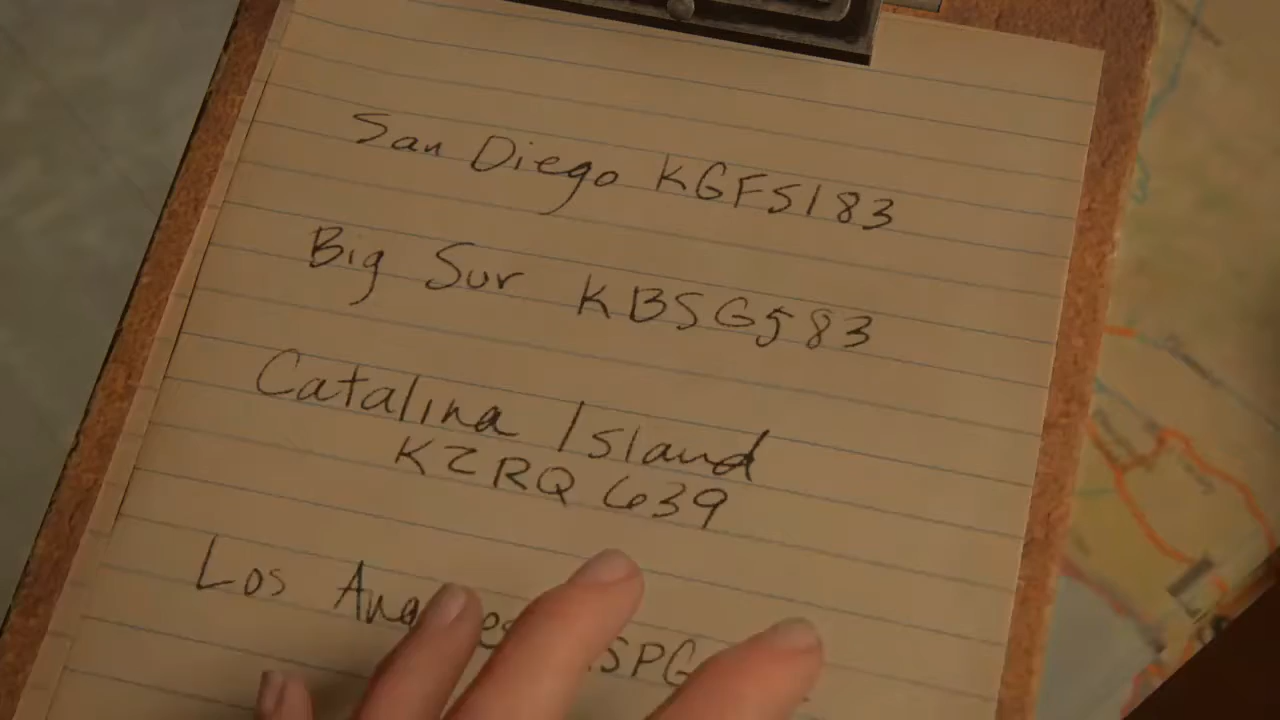 San Diego KGFS183
Big Sur KBSG583
Catalina Island
KZRQ 639
Los